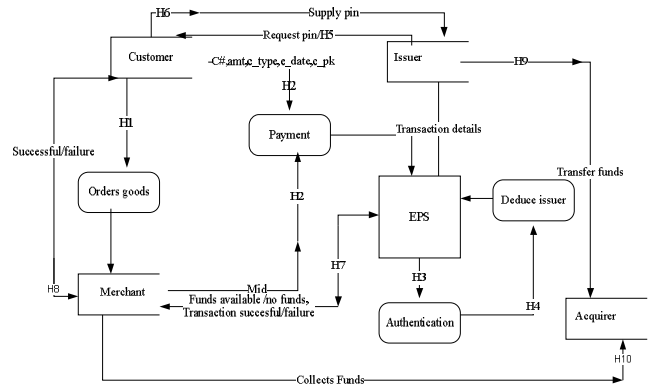 H6
Supply pin
Request pin/H5
Customer
Issuer
-C#,amt,c_type,e_date,c_pk
H9
H2
H1
Payment
Transaction details
Successful/failure
Transfer funds
Orders goods
H2
EPS
Deduce issuer
H7
H3
H8
Merchant
Mid
Funds available /no funds,
Transaction succesful/failure
H4
Authentication
Acquirer
H10
Collects Funds